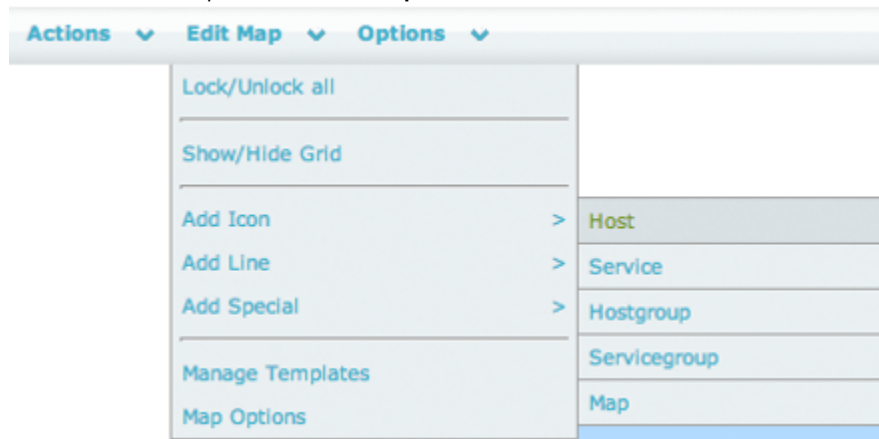 Actions Edit Map Options
Lock/Unlock all
Show/Hide Grid
Add Icon >
Add Line >
Add Special >
Manage Templates
Map Options
Host
Service
Hostgroup
Servicegroup
Map